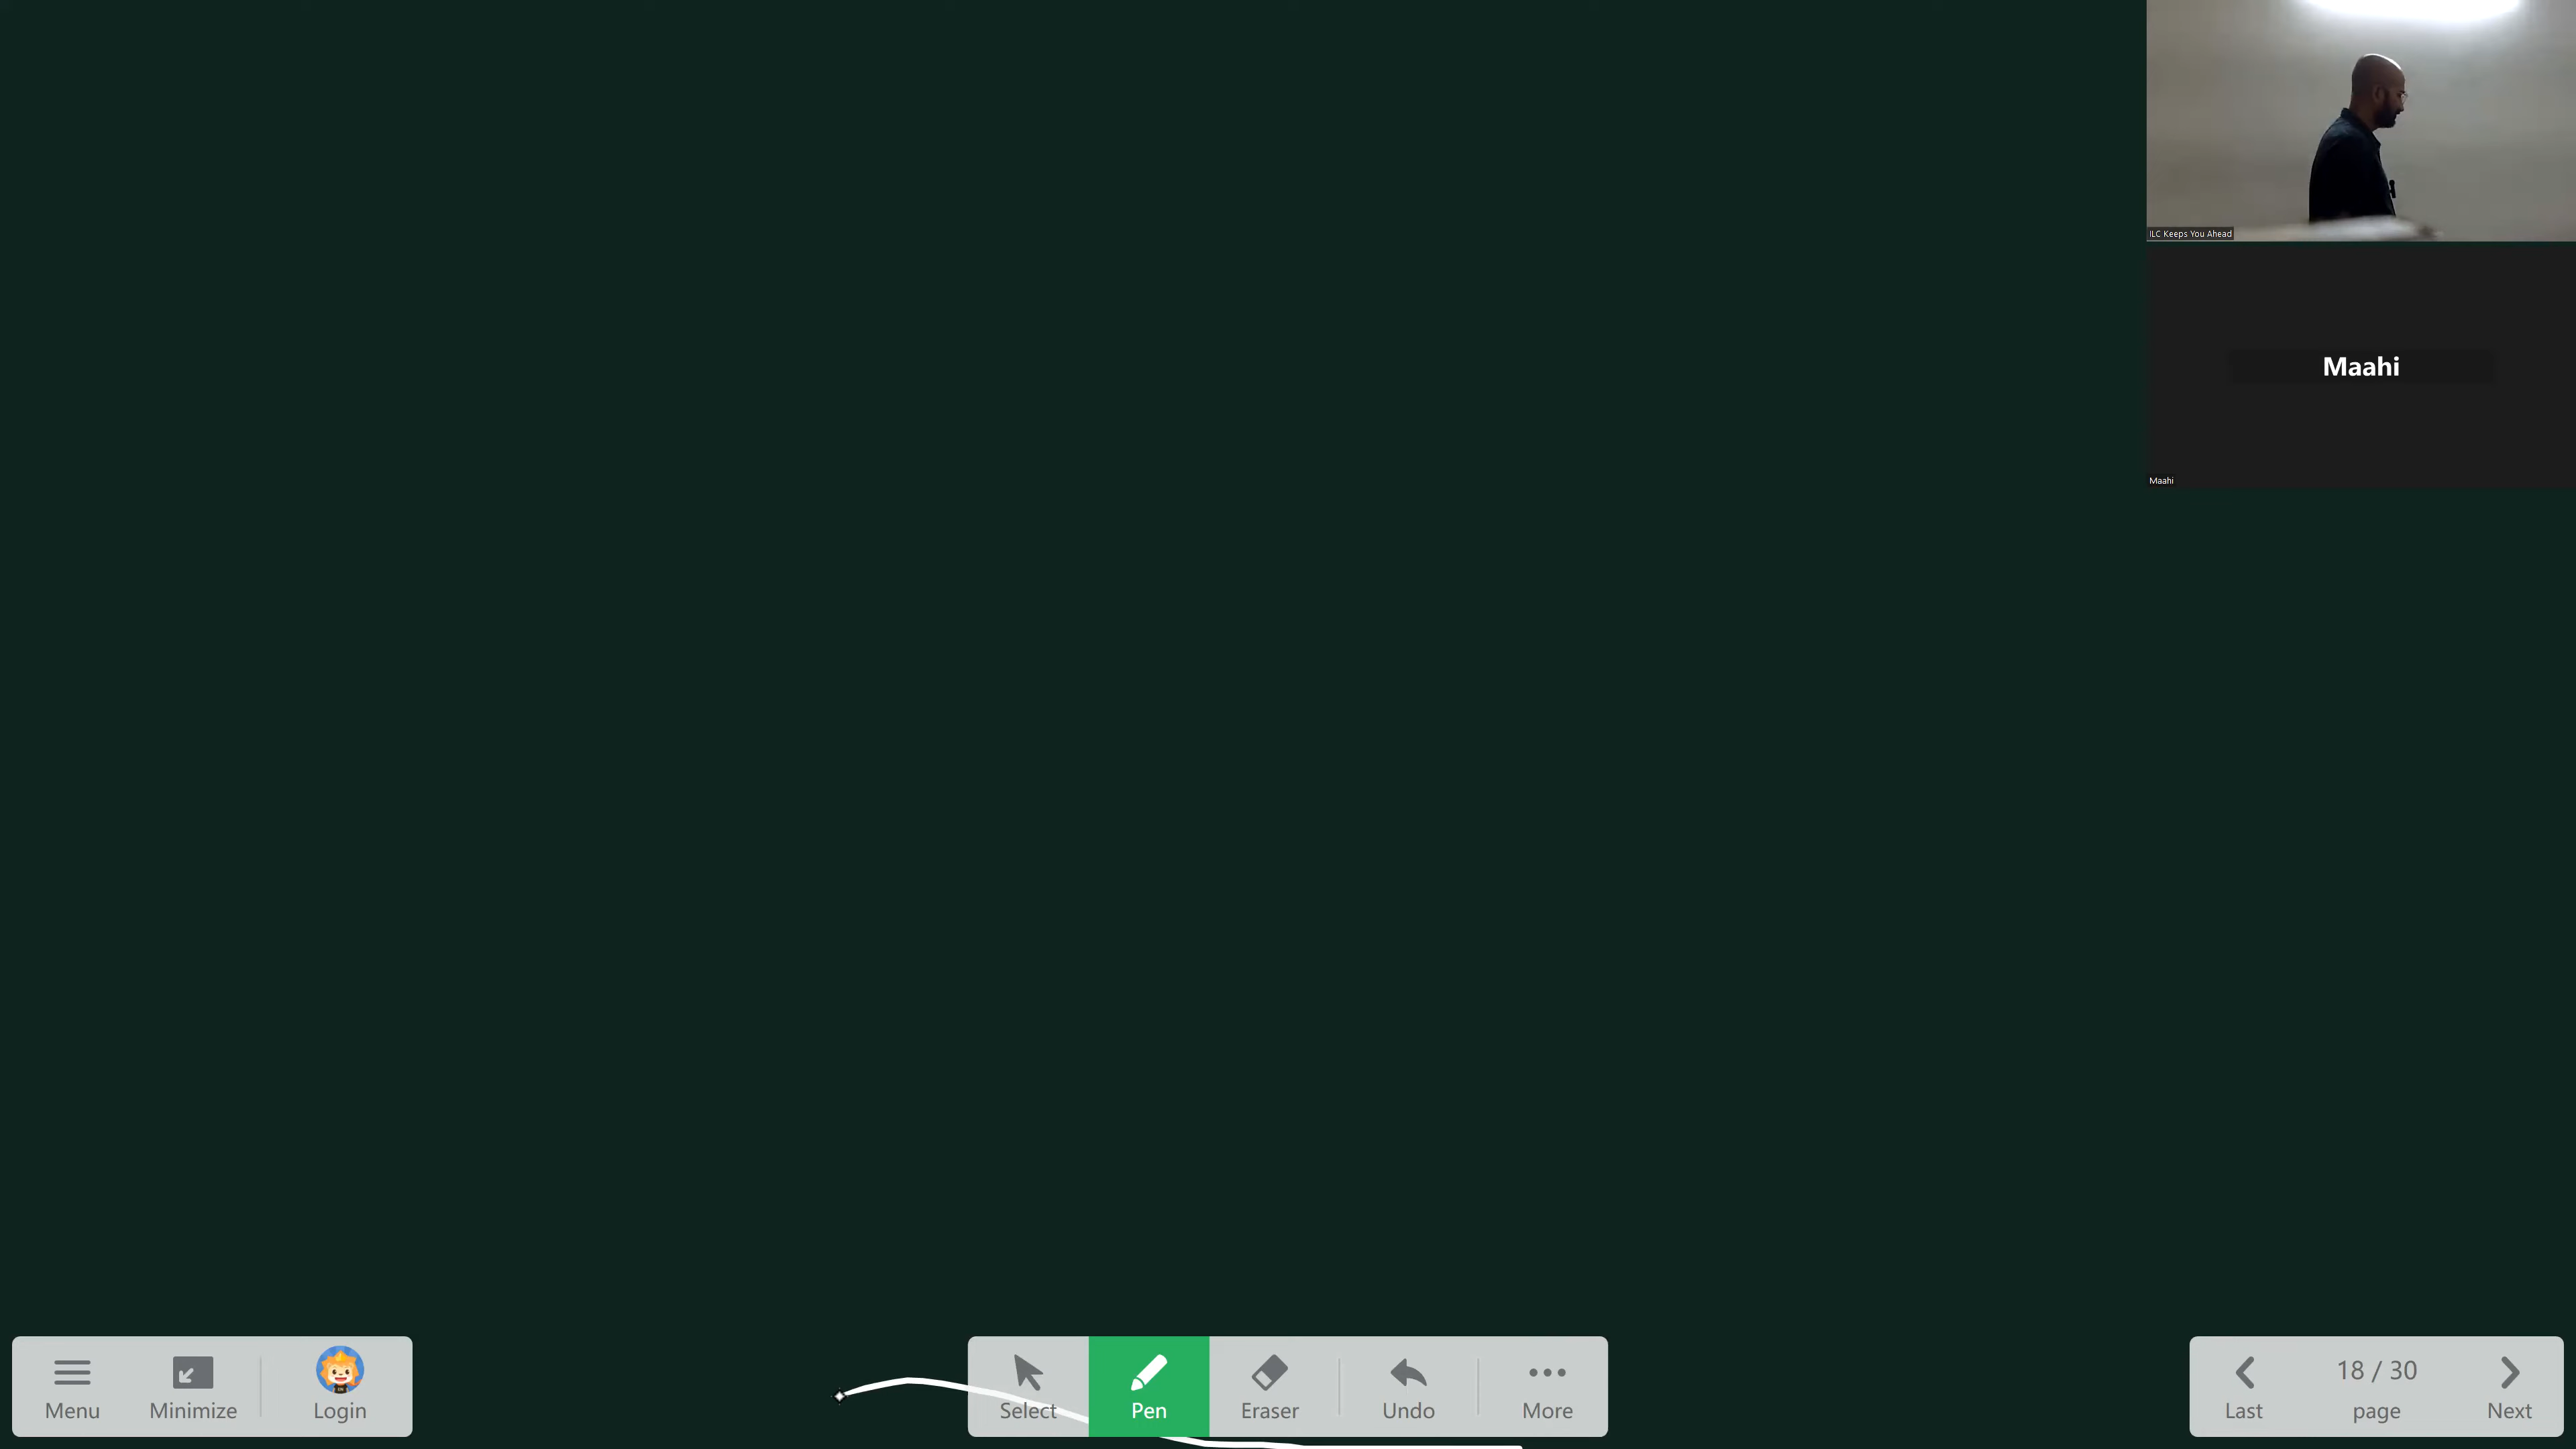 ILC Keeps You Ahead
Maahi
Maahi
Menu
Minimize
Login
Select
Pen
Eraser
Undo
More
Last
18 / 30
page
Next